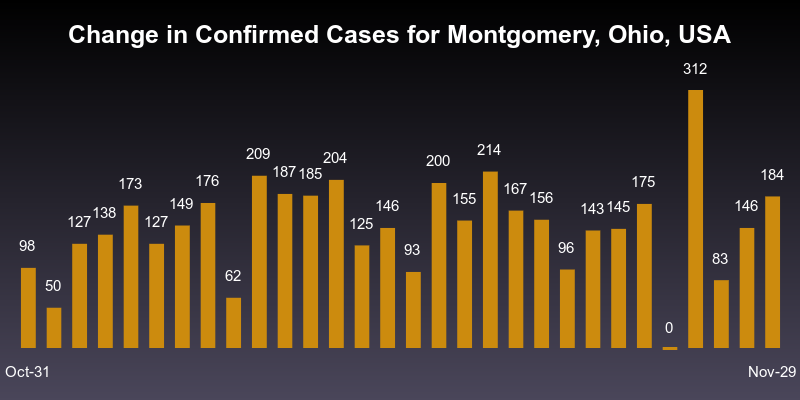 Change in Confirmed Cases for Montgomery, Ohio, USA
98 50 127 138 173 127 149 176 62 209 187 185 204 125 146 93 200 155 214 167 156 96 143 145 175 0 312 83 146 184
Oct-31 Nov-29